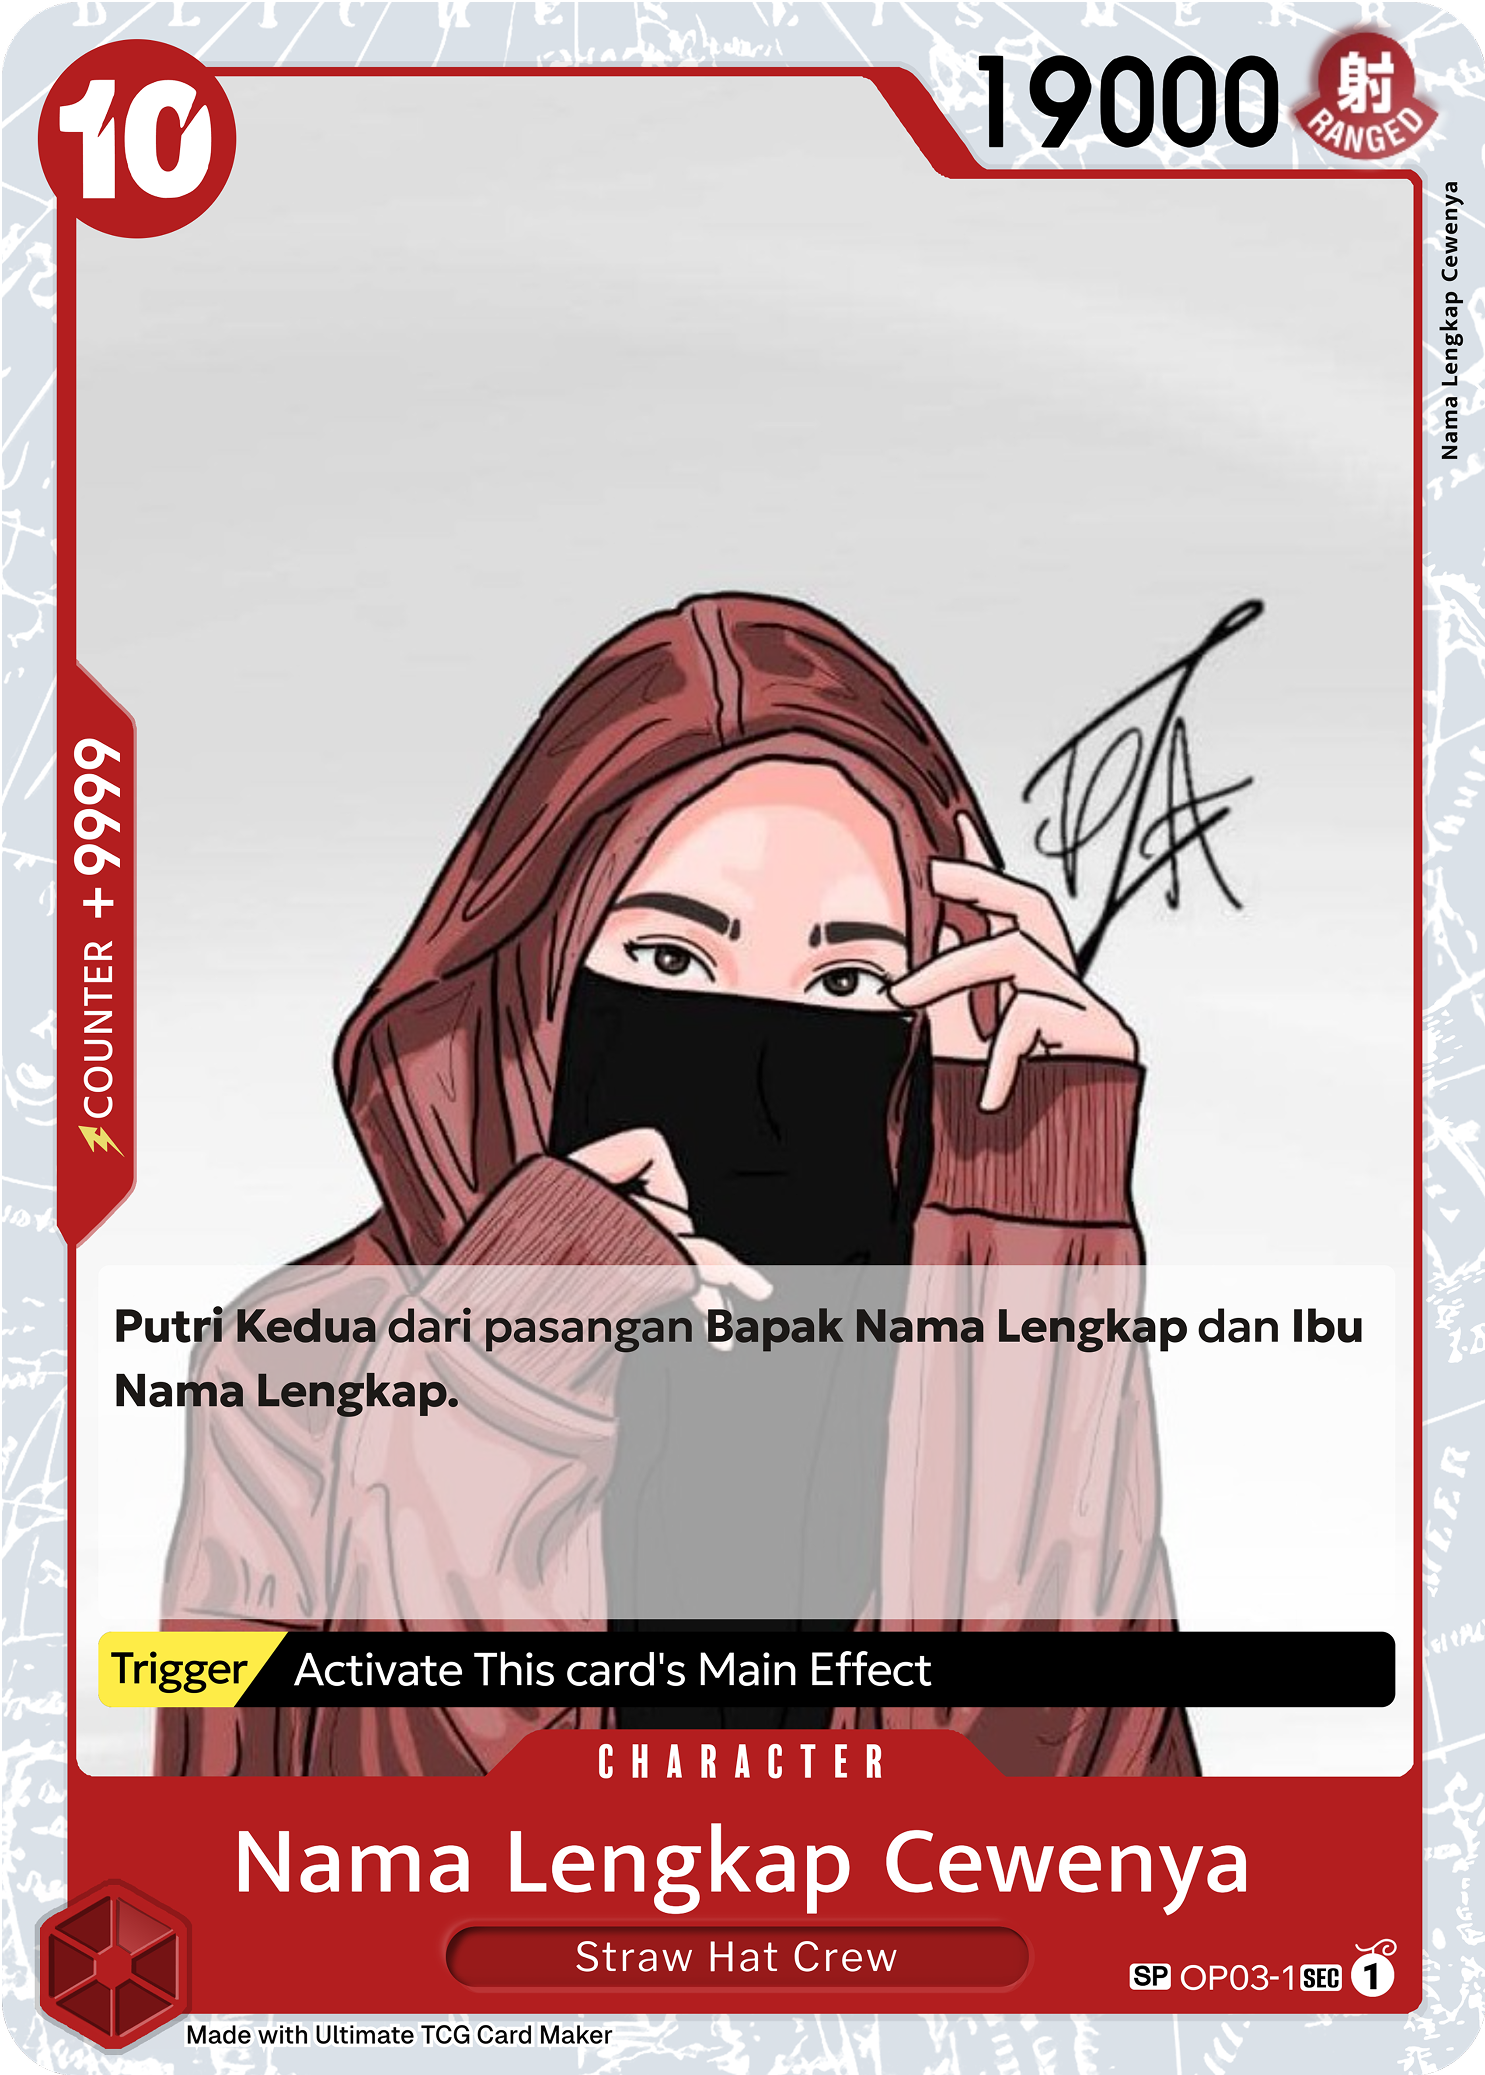 10
19000
射
RANGED
Nama Lengkap Cewenya
COUNTER +9999
Putri Kedua dari pasangan Bapak Nama Lengkap dan Ibu
Nama Lengkap.
Trigger Activate This card's Main Effect
CHARACTER
Nama Lengkap Cewenya
Straw Hat Crew
SP OP03-1 SEC 1
Made with Ultimate TCG Card Maker